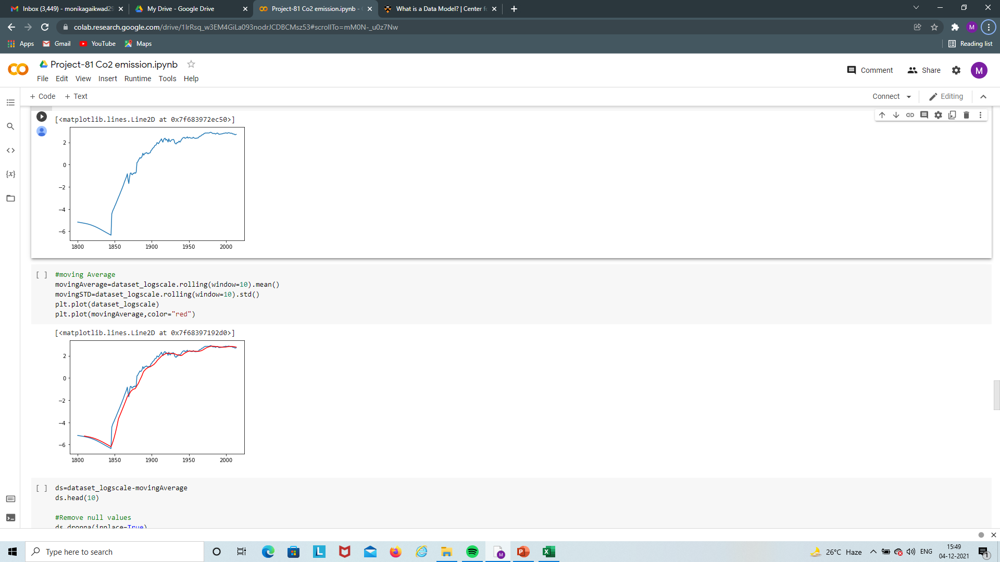 Inbox (3,449) - monikagaikwad29
My Drive - Google Drive
Project-81 Co2 emission.ipynb -
What is a Data Model? | Center f
colab.research.google.com/drive/1IrRsq_w3EM4GiLa093nodrJCDBCMsz53#scrollTo=mM0N-_u0z7Nw
M
Apps
Gmail
YouTube
Maps
Reading list
Project-81 Co2 emission.ipynb
Comment
Share
M
File Edit View Insert Runtime Tools Help
+ Code + Text
Connect
Editing
[<matplotlib.lines.Line2D at 0x7f683972ec50>]
2
0
−2
−4
−6
1800 1850 1900 1950 2000
[ ] #moving Average
movingAverage=dataset_logscale.rolling(window=10).mean()
movingSTD=dataset_logscale.rolling(window=10).std()
plt.plot(dataset_logscale)
plt.plot(movingAverage,color="red")
[<matplotlib.lines.Line2D at 0x7f68397192d0>]
2
0
−2
−4
−6
1800 1850 1900 1950 2000
[ ] ds=dataset_logscale-movingAverage
ds.head(10)
#Remove null values
ds.dropna(inplace=True)
Type here to search
26°C Haze
ENG
15:49
04-12-2021
1